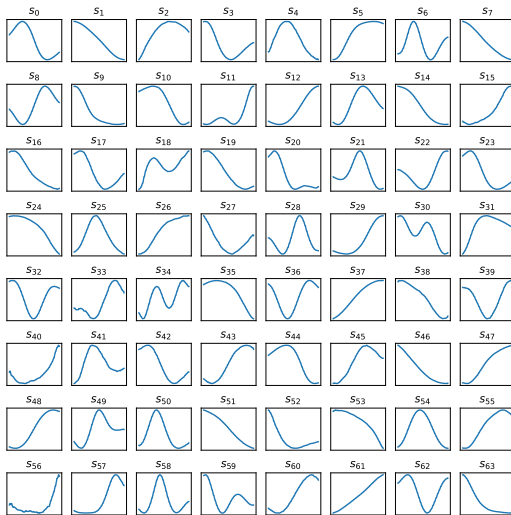 s0 s1 s2 s3 s4 s5 s6 s7
s8 s9 s10 s11 s12 s13 s14 s15
s16 s17 s18 s19 s20 s21 s22 s23
s24 s25 s26 s27 s28 s29 s30 s31
s32 s33 s34 s35 s36 s37 s38 s39
s40 s41 s42 s43 s44 s45 s46 s47
s48 s49 s50 s51 s52 s53 s54 s55
s56 s57 s58 s59 s60 s61 s62 s63